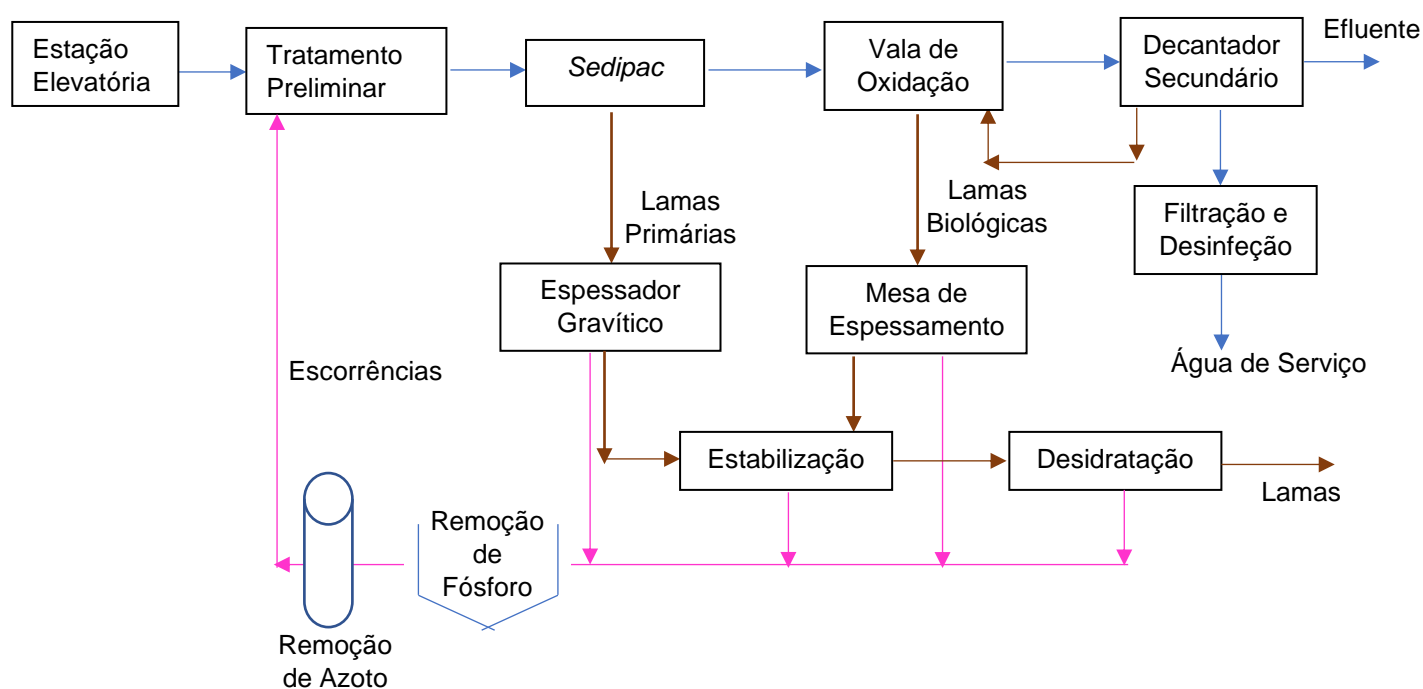 Estação
Elevatória
Tratamento
Preliminar
Sedipac
Vala de
Oxidação
Decantador
Secundário
Efluente
Lamas
Primárias
Lamas
Biológicas
Filtração e
Desinfeção
Espessador
Gravítico
Mesa de
Espessamento
Água de Serviço
Escorrências
Estabilização
Desidratação
Lamas
Remoção
de
Fósforo
Remoção
de Azoto